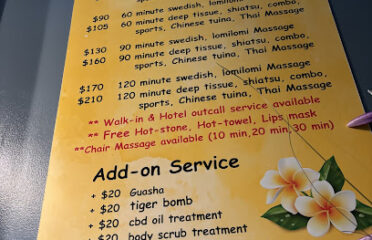 $90 60 minute swedish, lomilomi Massage
$105 60 minute deep tissue, shiatsu, combo,
sports, Chinese tuina, Thai Massage
$130 90 minute swedish, lomilomi Massage
$160 90 minute deep tissue, shiatsu, combo,
sports, Chinese tuina, Thai Massage
$170 120 minute swedish, lomilomi Massage
$210 120 minute deep tissue, shiatsu, combo,
sports, Chinese tuina, Thai Massage
** Walk-in & Hotel outcall service available
** Free Hot-stone, Hot-towel, Lips mask
**Chair Massage available (10 min,20 min,30 min)
Add-on Service
+ $20 Guasha
+ $20 tiger bomb
+ $20 cbd oil treatment
+ $20 body scrub treatment